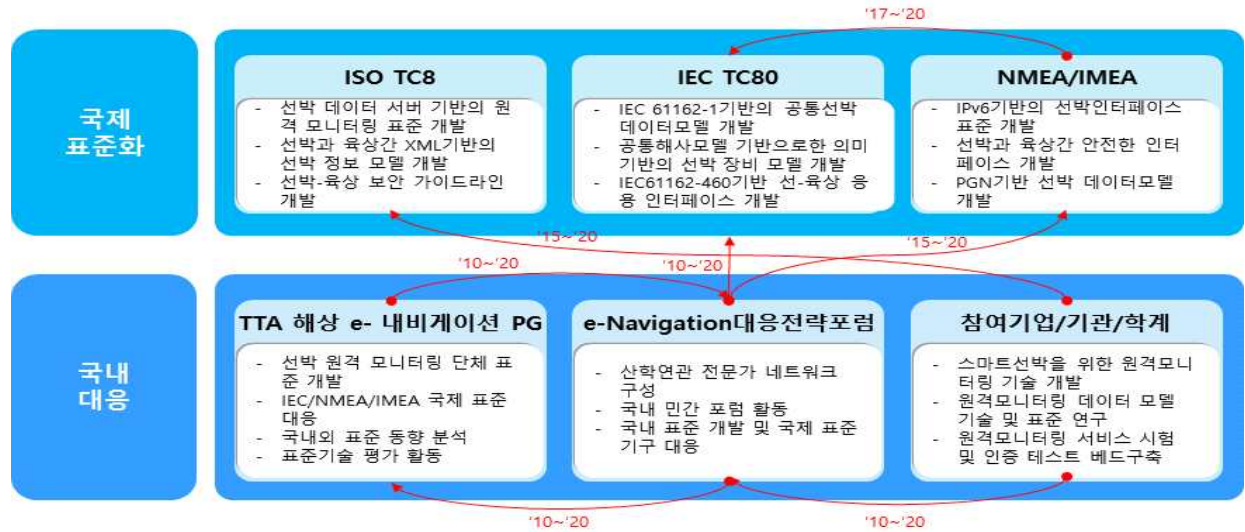 '17~'20
국제
표준화
ISO TC8
- 선박 데이터 서버 기반의 원
격 모니터링 표준 개발
- 선박과 육상간 XML기반의
선박 정보 모델 개발
- 선박-육상 보안 가이드라인
개발
IEC TC80
- IEC 61162-1기반의 공통선박
데이터모델 개발
- 공통해사모델 기반으로한 의미
기반의 선박 장비 모델 개발
- IEC61162-460기반 선-육상 응
용 인터페이스 개발
NMEA/IMEA
- IPv6기반의 선박인터페이스
표준 개발
- 선박과 육상간 안전한 인터
페이스 개발
- PGN기반 선박 데이터모델
개발
'15~'20
'15~'20
'10~'20
'10~'20
국내
대응
TTA 해상 e- 내비게이션 PG
- 선박 원격 모니터링 단체 표
준 개발
- IEC/NMEA/IMEA 국제 표준
대응
- 국내외 표준 동향 분석
- 표준기술 평가 활동
e-Navigation대응전략포럼
- 산학연관 전문가 네트워크
구성
- 국내 민간 포럼 활동
- 국내 표준 개발 및 국제 표준
기구 대응
참여기업/기관/학계
- 스마트선박을 위한 원격모니
터링 기술 개발
- 원격모니터링 데이터 모델
기술 및 표준 연구
- 원격모니터링 서비스 시험
및 인증 테스트 베드구축
'10~'20
'10~'20